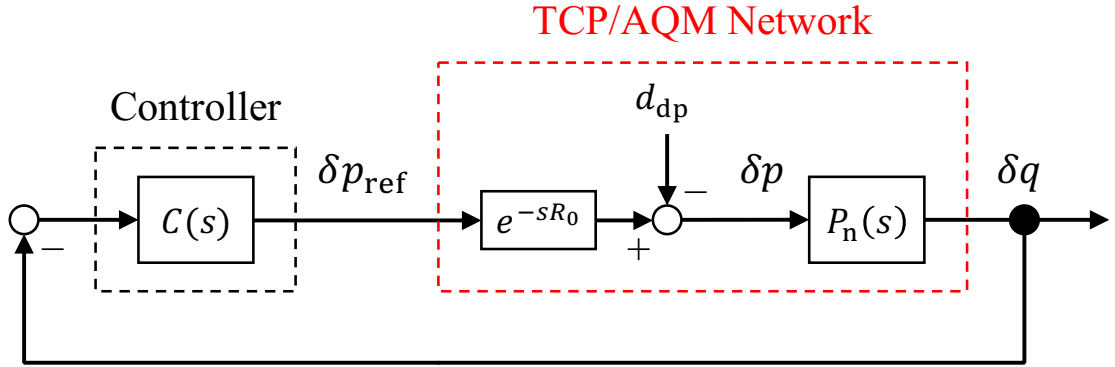 TCP/AQM Network
Controller
d_dp
δp_ref
−
δp
δq
C(s)
e^{−sR_0}
P_n(s)
−
+